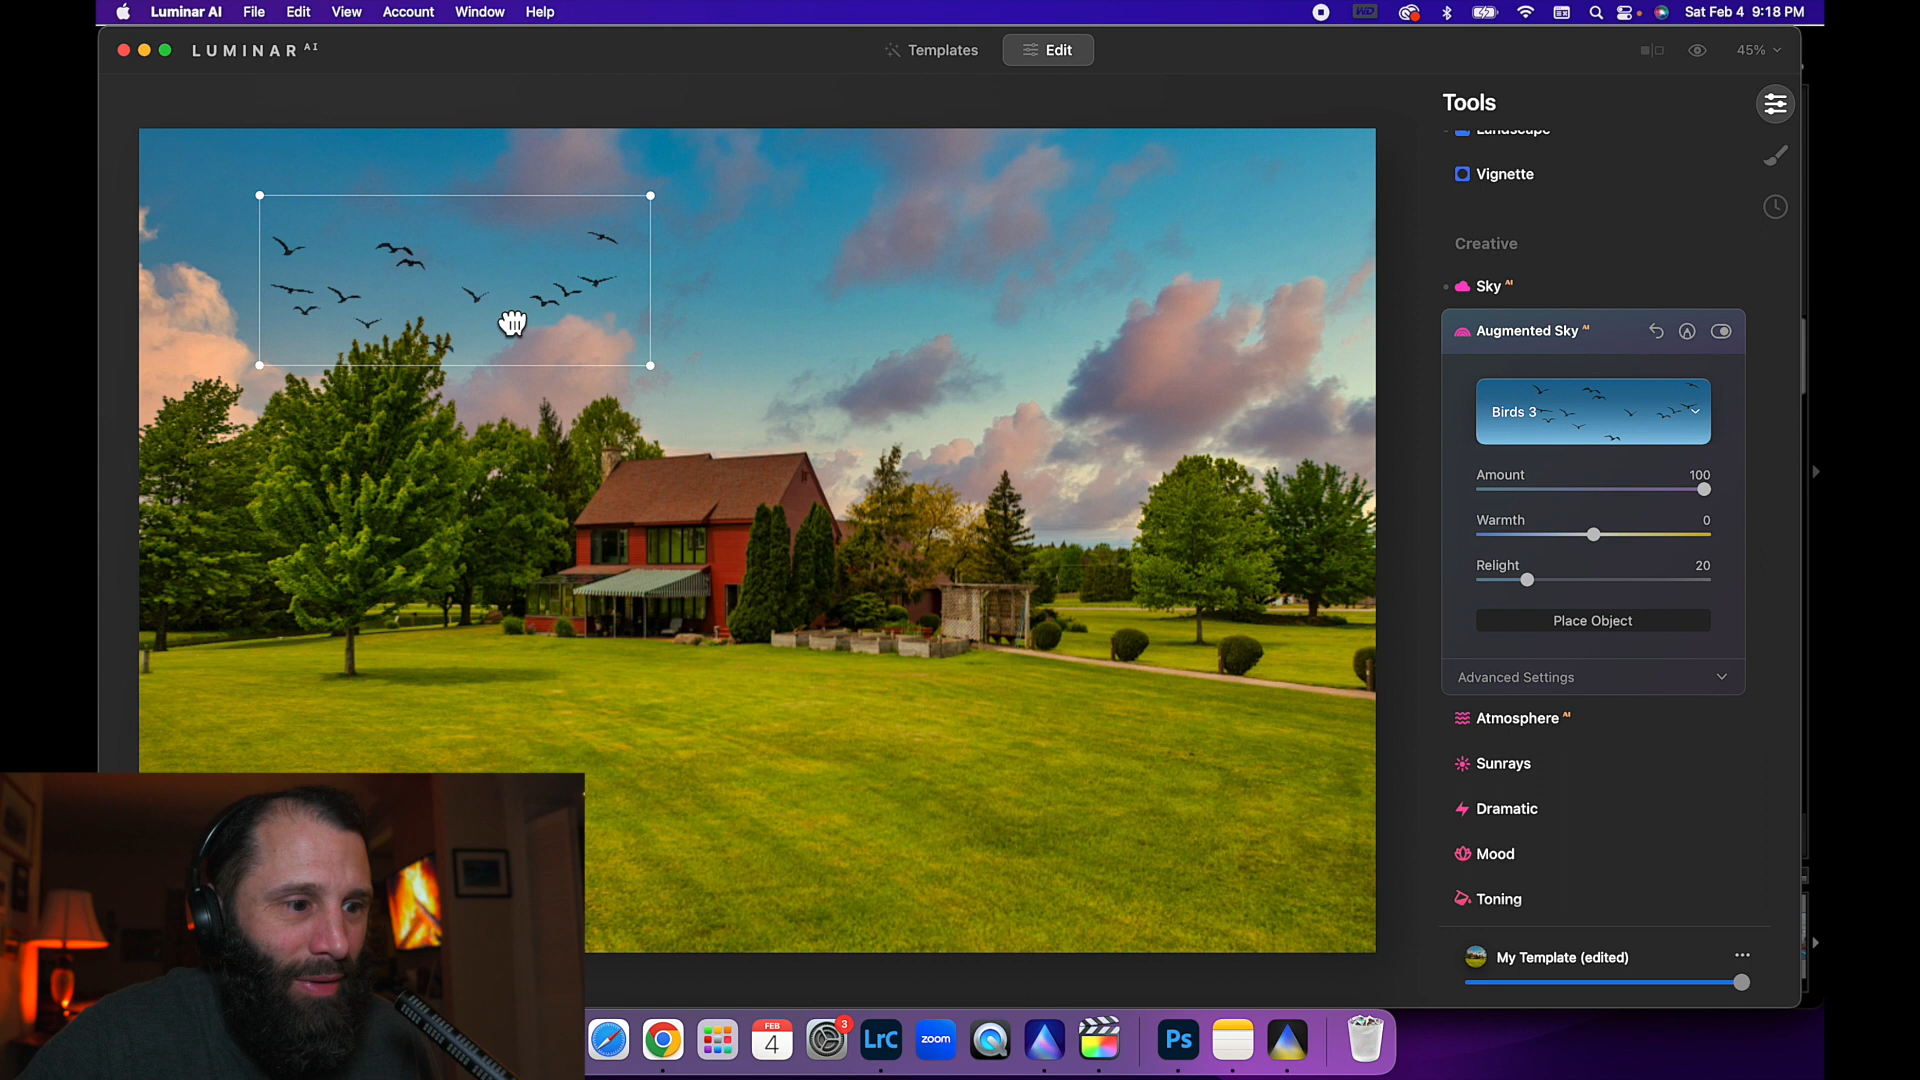 Luminar AI File Edit View Account Window Help
WD
Sat Feb 4 9:18 PM
LUMINAR AI
Templates
Edit
45%
Tools
Landscape
Vignette
Creative
Sky AI
Augmented Sky AI
Birds 3
Amount 100
Warmth 0
Relight 20
Place Object
Advanced Settings
Atmosphere AI
Sunrays
Dramatic
Mood
Toning
My Template (edited)
FEB
4
3
LrC
zoom
Ps